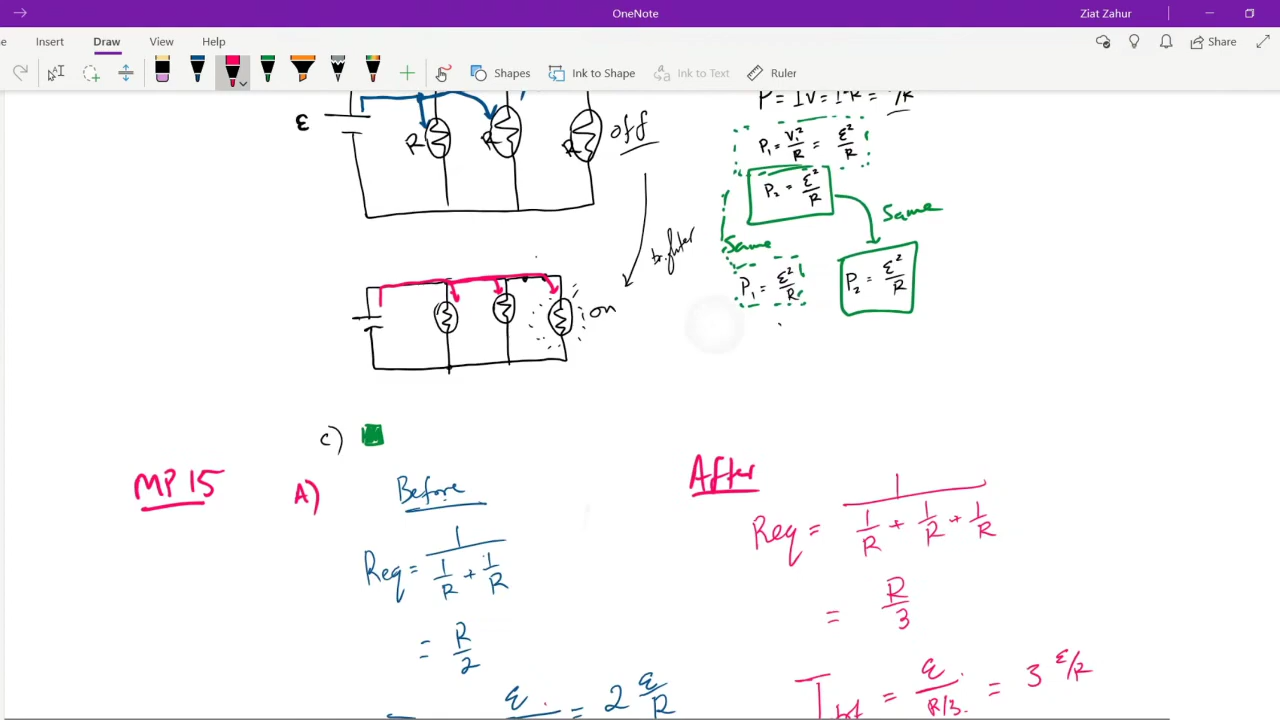 OneNote
Ziat Zahur
Insert Draw View Help
Share
Shapes Ink to Shape Ink to Text Ruler
ε
R R R off
P = IV = I²R = /R
P₁ = V₁²/R = ε²/R
P₂ = ε²/R
Same
Same
brighter
P₁ = ε²/R
P₂ = ε²/R
on
c)
MP 15
A)
Before
Req = 1/(1/R + 1/R)
= R/2
ε = 2 ε/R
After
Req = 1/(1/R + 1/R + 1/R)
= R/3
Itot = ε/(R/3) = 3 ε/R